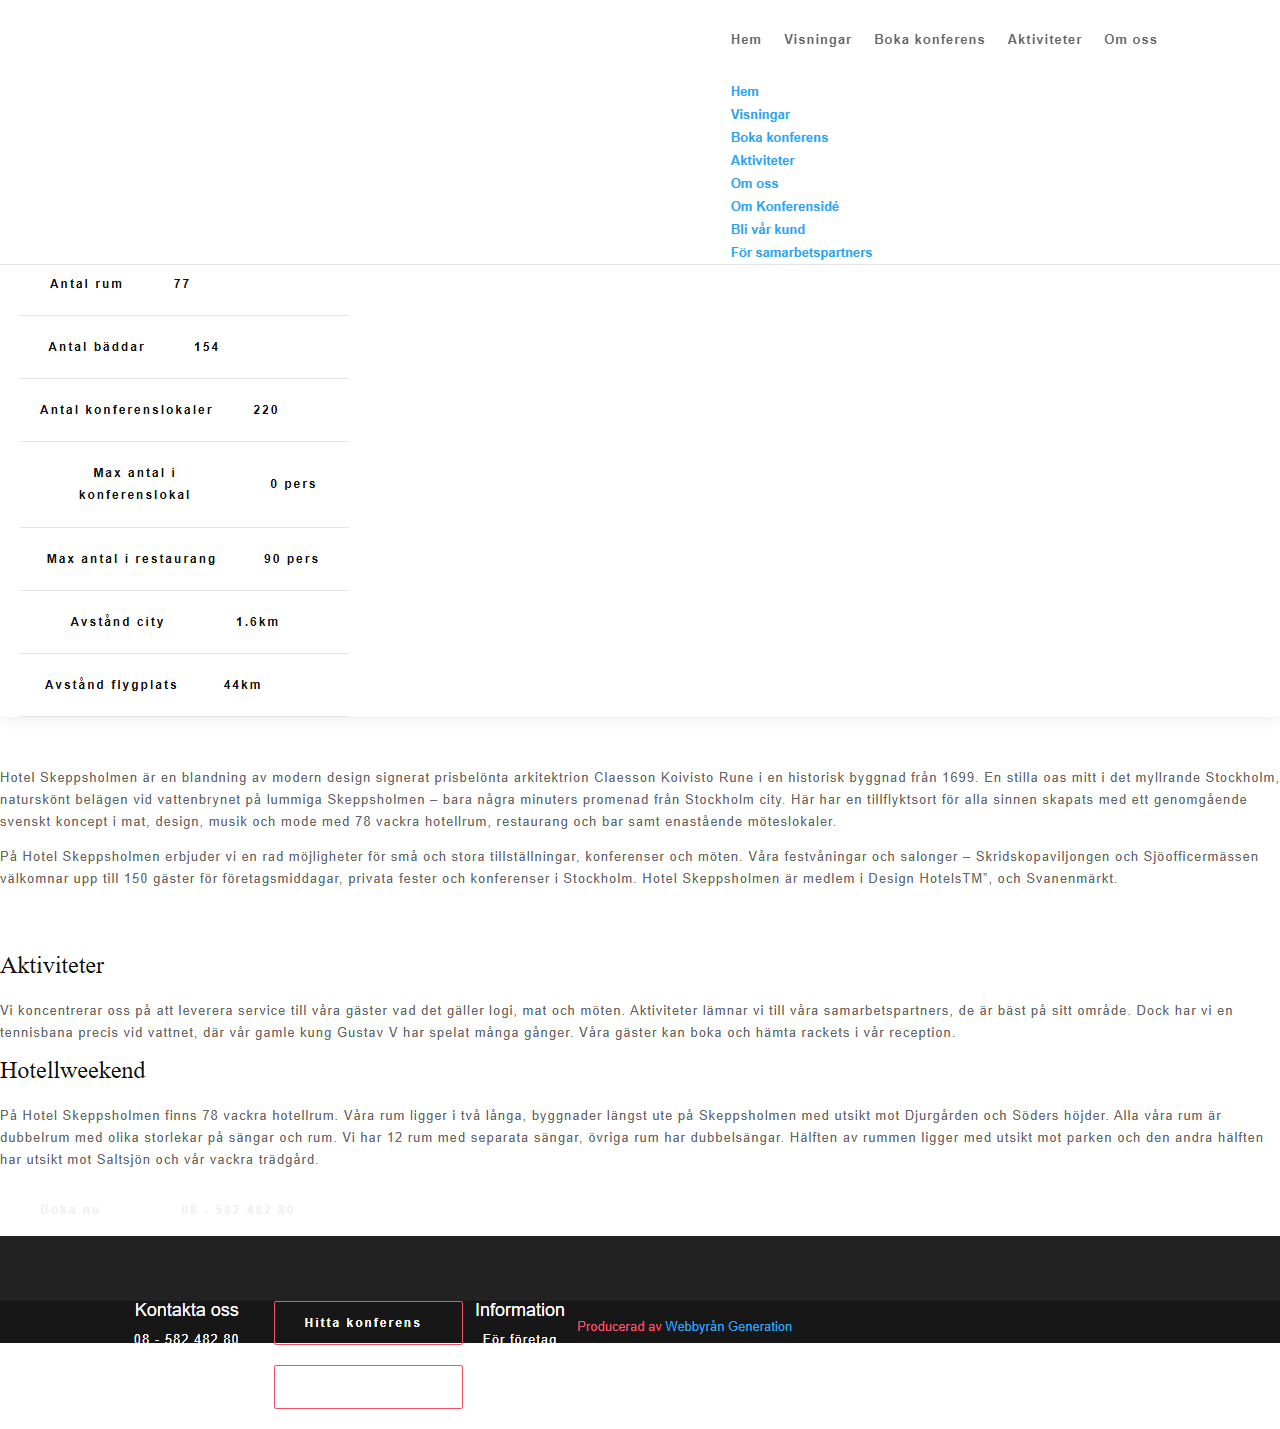 Hem Visningar Boka konferens Aktiviteter Om oss
Hem
Visningar
Boka konferens
Aktiviteter
Om oss
Om Konferensidé
Bli vår kund
För samarbetspartners
Antal rum 77
Antal bäddar 154
Antal konferenslokaler 220
Max antal i
konferenslokal 0 pers
Max antal i restaurang 90 pers
Avstånd city 1.6km
Avstånd flygplats 44km
Hotel Skeppsholmen är en blandning av modern design signerat prisbelönta arkitektrion Claesson Koivisto Rune i en historisk byggnad från 1699. En stilla oas mitt i det myllrande Stockholm,
naturskönt belägen vid vattenbrynet på lummiga Skeppsholmen – bara några minuters promenad från Stockholm city. Här har en tillflyktsort för alla sinnen skapats med ett genomgående
svenskt koncept i mat, design, musik och mode med 78 vackra hotellrum, restaurang och bar samt enastående möteslokaler.
På Hotel Skeppsholmen erbjuder vi en rad möjligheter för små och stora tillställningar, konferenser och möten. Våra festvåningar och salonger – Skridskopaviljongen och Sjöofficermässen
välkomnar upp till 150 gäster för företagsmiddagar, privata fester och konferenser i Stockholm. Hotel Skeppsholmen är medlem i Design HotelsTM”, och Svanenmärkt.
Aktiviteter
Vi koncentrerar oss på att leverera service till våra gäster vad det gäller logi, mat och möten. Aktiviteter lämnar vi till våra samarbetspartners, de är bäst på sitt område. Dock har vi en
tennisbana precis vid vattnet, där vår gamle kung Gustav V har spelat många gånger. Våra gäster kan boka och hämta rackets i vår reception.
Hotellweekend
På Hotel Skeppsholmen finns 78 vackra hotellrum. Våra rum ligger i två långa, byggnader längst ute på Skeppsholmen med utsikt mot Djurgården och Söders höjder. Alla våra rum är
dubbelrum med olika storlekar på sängar och rum. Vi har 12 rum med separata sängar, övriga rum har dubbelsängar. Hälften av rummen ligger med utsikt mot parken och den andra hälften
har utsikt mot Saltsjön och vår vackra trädgård.
Boka nu 08 - 582 482 80
Kontakta oss Hitta konferens Information
08 - 582 482 80 För företag Producerad av Webbyrån Generation